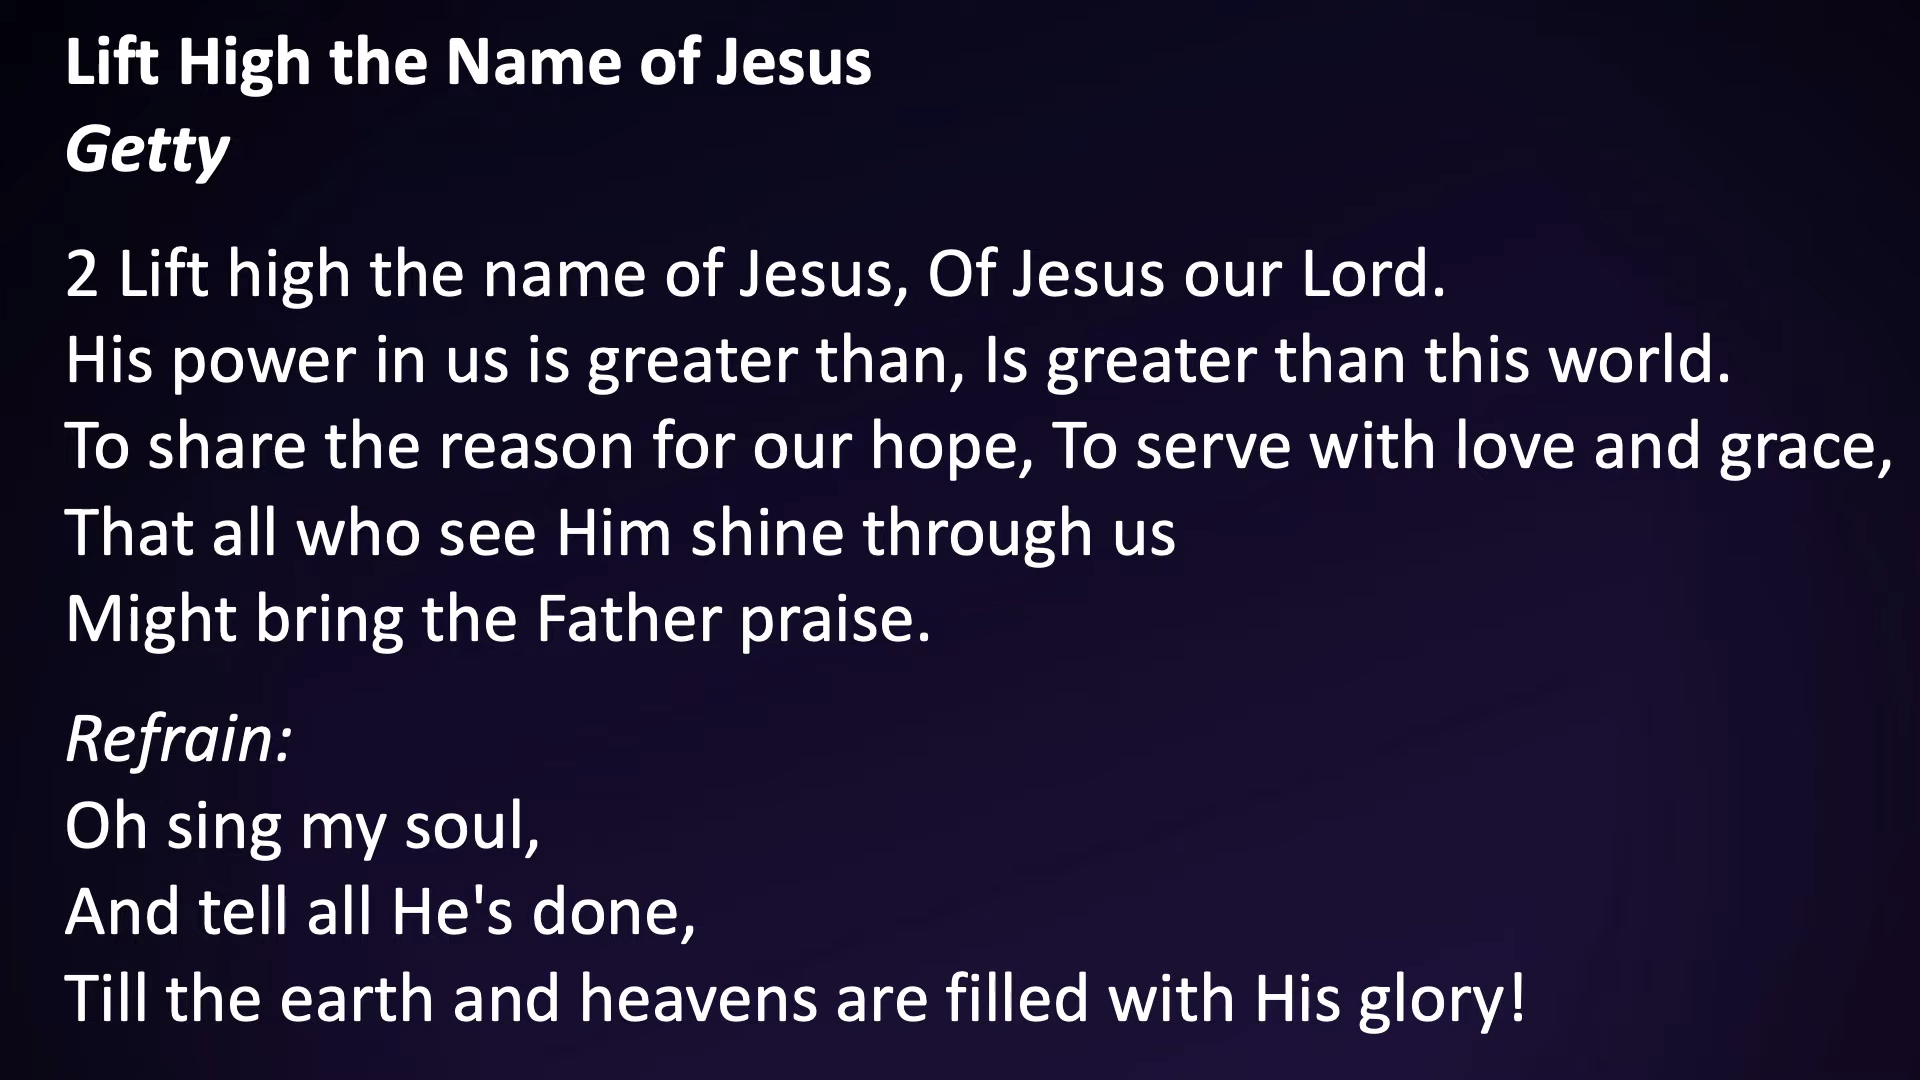 Lift High the Name of Jesus
Getty
2 Lift high the name of Jesus, Of Jesus our Lord.
His power in us is greater than, Is greater than this world.
To share the reason for our hope, To serve with love and grace,
That all who see Him shine through us
Might bring the Father praise.
Refrain:
Oh sing my soul,
And tell all He's done,
Till the earth and heavens are filled with His glory!